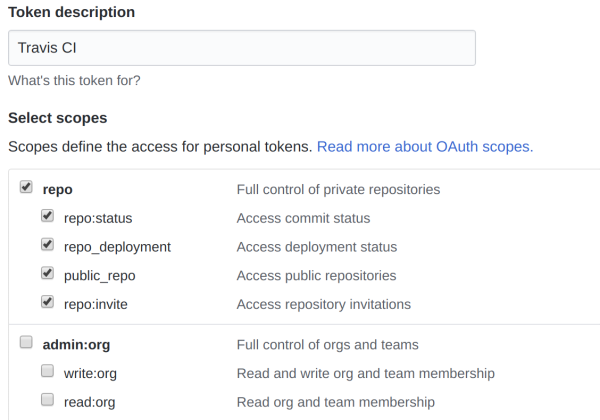 Token description
Travis CI
What's this token for?
Select scopes
Scopes define the access for personal tokens. Read more about OAuth scopes.
repo Full control of private repositories
repo:status Access commit status
repo_deployment Access deployment status
public_repo Access public repositories
repo:invite Access repository invitations
admin:org Full control of orgs and teams
write:org Read and write org and team membership
read:org Read org and team membership